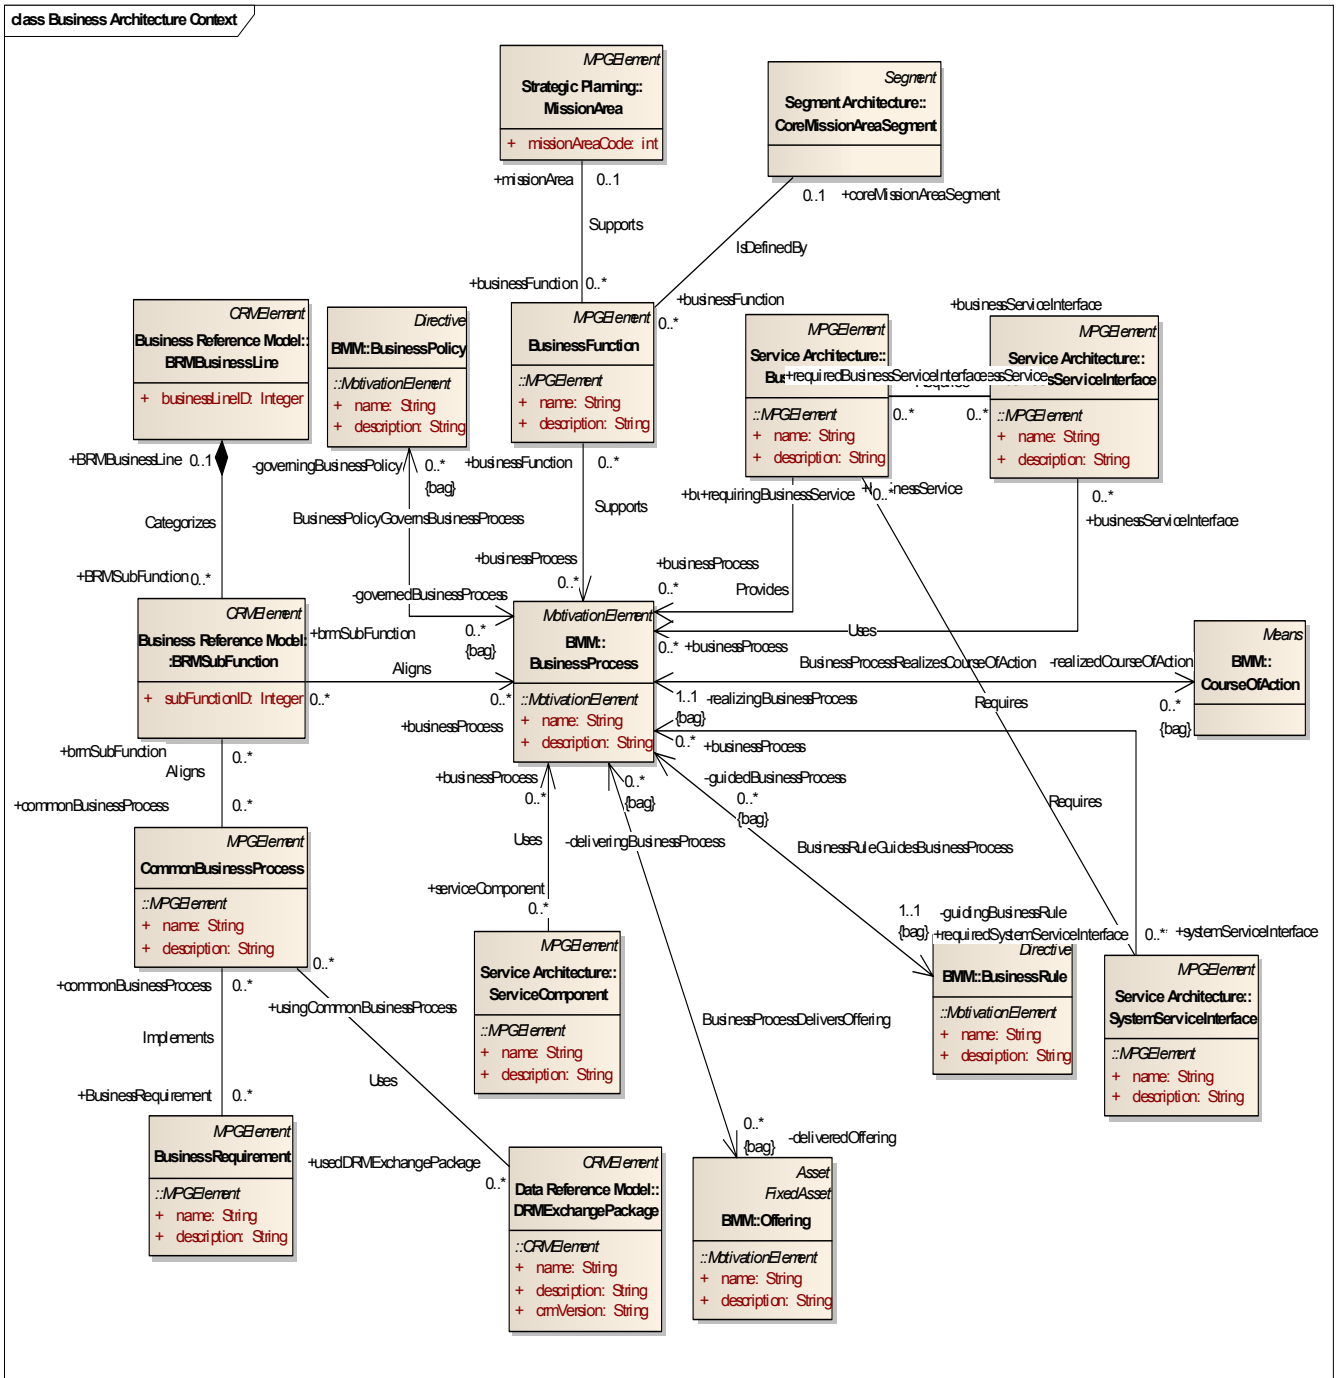 class Business Architecture Context
MPGElement
Strategic Planning::
MissionArea
+ missionAreaCode: int
Segment
Segment Architecture::
CoreMissionAreaSegment
+missionArea 0..1
0..1 +coreMissionAreaSegment
Supports
IsDefinedBy
+businessFunction 0..*
+businessFunction
0..*
CRMElement
Business Reference Model::
BRMBusinessLine
+ businessLineID: Integer
Directive
BMM::BusinessPolicy
::MotivationElement
+ name: String
+ description: String
MPGElement
BusinessFunction
::MPGElement
+ name: String
+ description: String
MPGElement
Service Architecture::
Bus
::MPGElement
+ name: String
+ description: String
+businessServiceInterface
MPGElement
Service Architecture::
ssServiceInterface
::MPGElement
+ name: String
+ description: String
+requiredBusinessServiceInterface
essService
0..*
0..*
+BRMBusinessLine 0..1
-governingBusinessPolicy 0..*
{bag}
+businessFunction 0..*
+requiringBusinessService
0..*
inessService
0..*
+businessServiceInterface
Categorizes
BusinessPolicyGovernsBusinessProcess
Supports
+BRMSubFunction 0..*
-governedBusinessProcess
0..*
{bag}
+businessProcess
0..*
+businessProcess
0..* Provides
CRMElement
Business Reference Model:
:BRMSubFunction
+ subFunctionID: Integer
+brmSubFunction
0..*
Aligns
0..*
+businessProcess
MotivationElement
BMM::
BusinessProcess
::MotivationElement
+ name: String
+ description: String
Uses
0..* +businessProcess
BusinessProcessRealizesCourseOfAction
-realizedCourseOfAction
0..*
{bag}
1..1
{bag}
-realizingBusinessProcess
Means
BMM::
CourseOfAction
Requires
0..* +businessProcess
+brmSubFunction 0..*
Aligns
+commonBusinessProcess 0..*
+businessProcess
0..*
0..*
{bag}
-guidedBusinessProcess
0..*
{bag}
Requires
Uses
-deliveringBusinessProcess
BusinessRuleGuidesBusinessProcess
MPGElement
CommonBusinessProcess
::MPGElement
+ name: String
+ description: String
+serviceComponent
0..*
1..1
{bag}
-guidingBusinessRule
+requiredSystemServiceInterface
0..* +systemServiceInterface
MPGElement
Service Architecture::
ServiceComponent
::MPGElement
+ name: String
+ description: String
Directive
BMM::BusinessRule
::MotivationElement
+ name: String
+ description: String
MPGElement
Service Architecture::
SystemServiceInterface
::MPGElement
+ name: String
+ description: String
+commonBusinessProcess 0..*
0..*
+usingCommonBusinessProcess
Implements
BusinessProcessDeliversOffering
Uses
+BusinessRequirement 0..*
MPGElement
BusinessRequirement
::MPGElement
+ name: String
+ description: String
+usedDRMExchangePackage
0..*
0..*
{bag}
-deliveredOffering
CRMElement
Data Reference Model::
DRMExchangePackage
::CRMElement
+ name: String
+ description: String
+ crmVersion: String
Asset
FixedAsset
BMM::Offering
::MotivationElement
+ name: String
+ description: String